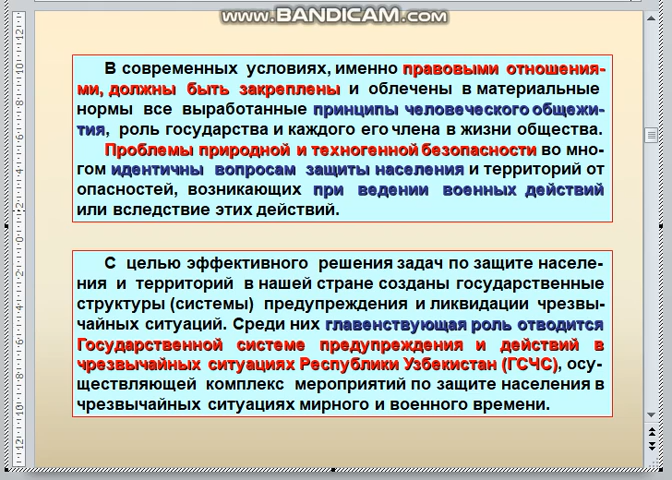 www.BANDICAM.com
В современных условиях, именно правовыми отношения-
ми, должны быть закреплены и облечены в материальные
нормы все выработанные принципы человеческого общежи-
тия, роль государства и каждого его члена в жизни общества.
Проблемы природной и техногенной безопасности во мно-
гом идентичны вопросам защиты населения и территорий от
опасностей, возникающих при ведении военных действий
или вследствие этих действий.
С целью эффективного решения задач по защите населе-
ния и территорий в нашей стране созданы государственные
структуры (системы) предупреждения и ликвидации чрезвы-
чайных ситуаций. Среди них главенствующая роль отводится
Государственной системе предупреждения и действий в
чрезвычайных ситуациях Республики Узбекистан (ГСЧС), осу-
ществляющей комплекс мероприятий по защите населения в
чрезвычайных ситуациях мирного и военного времени.